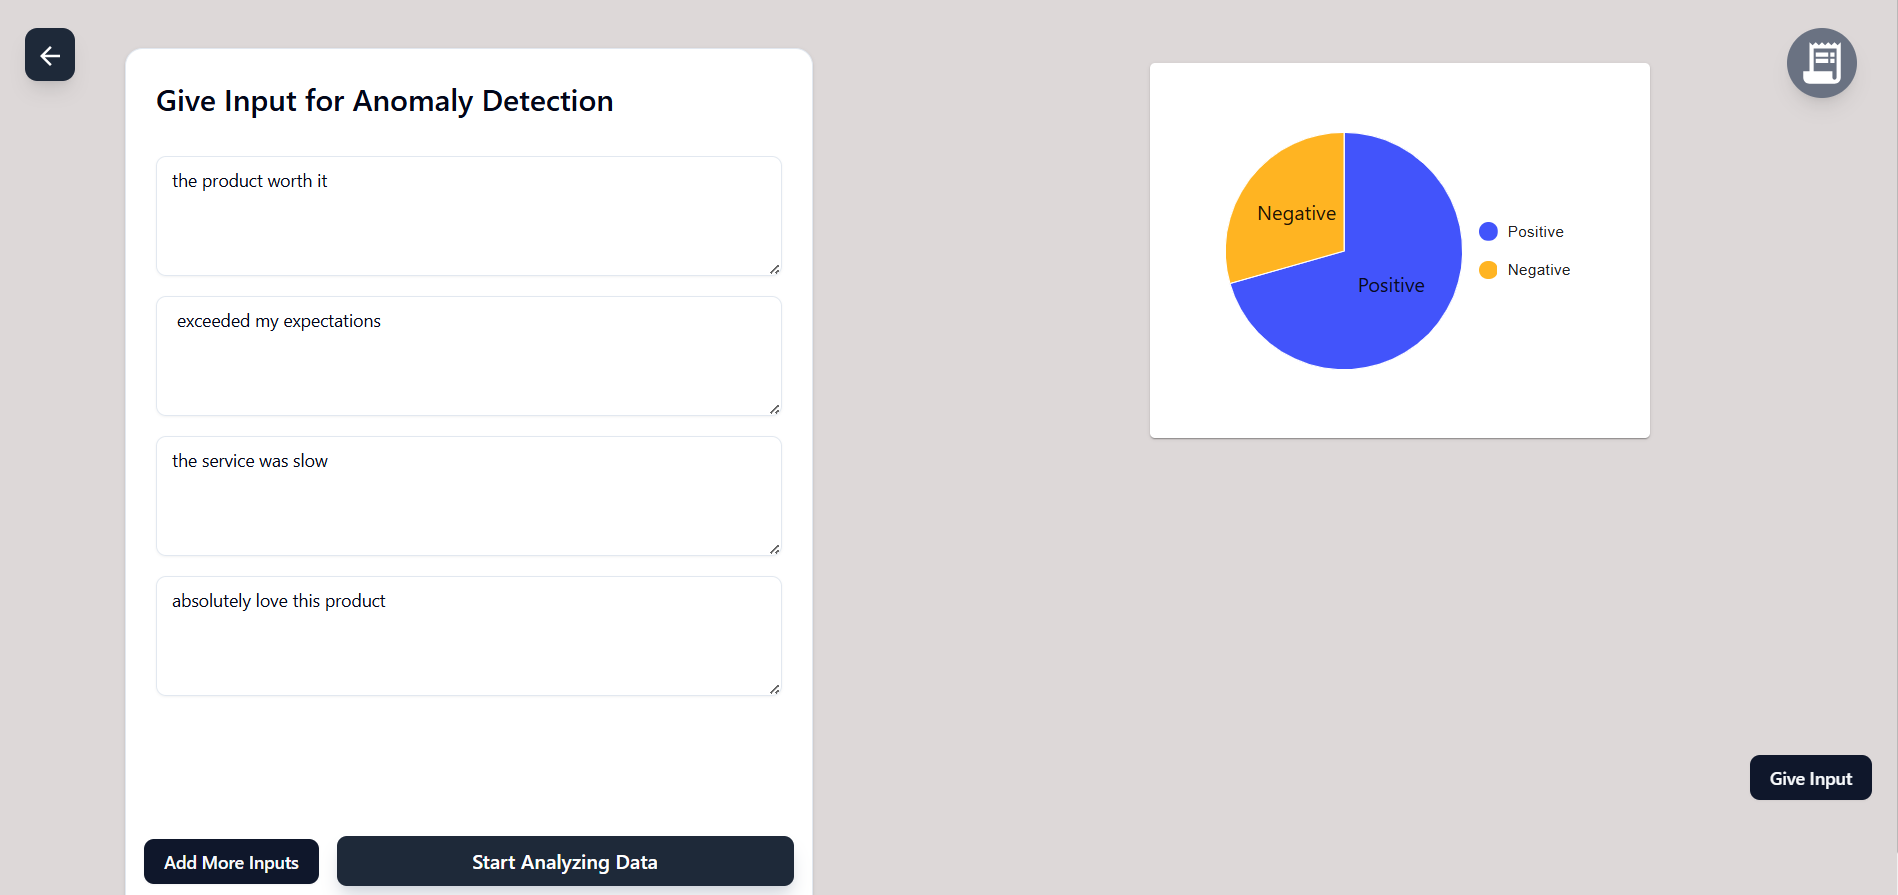 Give Input for Anomaly Detection
the product worth it
exceeded my expectations
the service was slow
absolutely love this product
Add More Inputs
Start Analyzing Data
Negative
Positive
Positive
Negative
Give Input